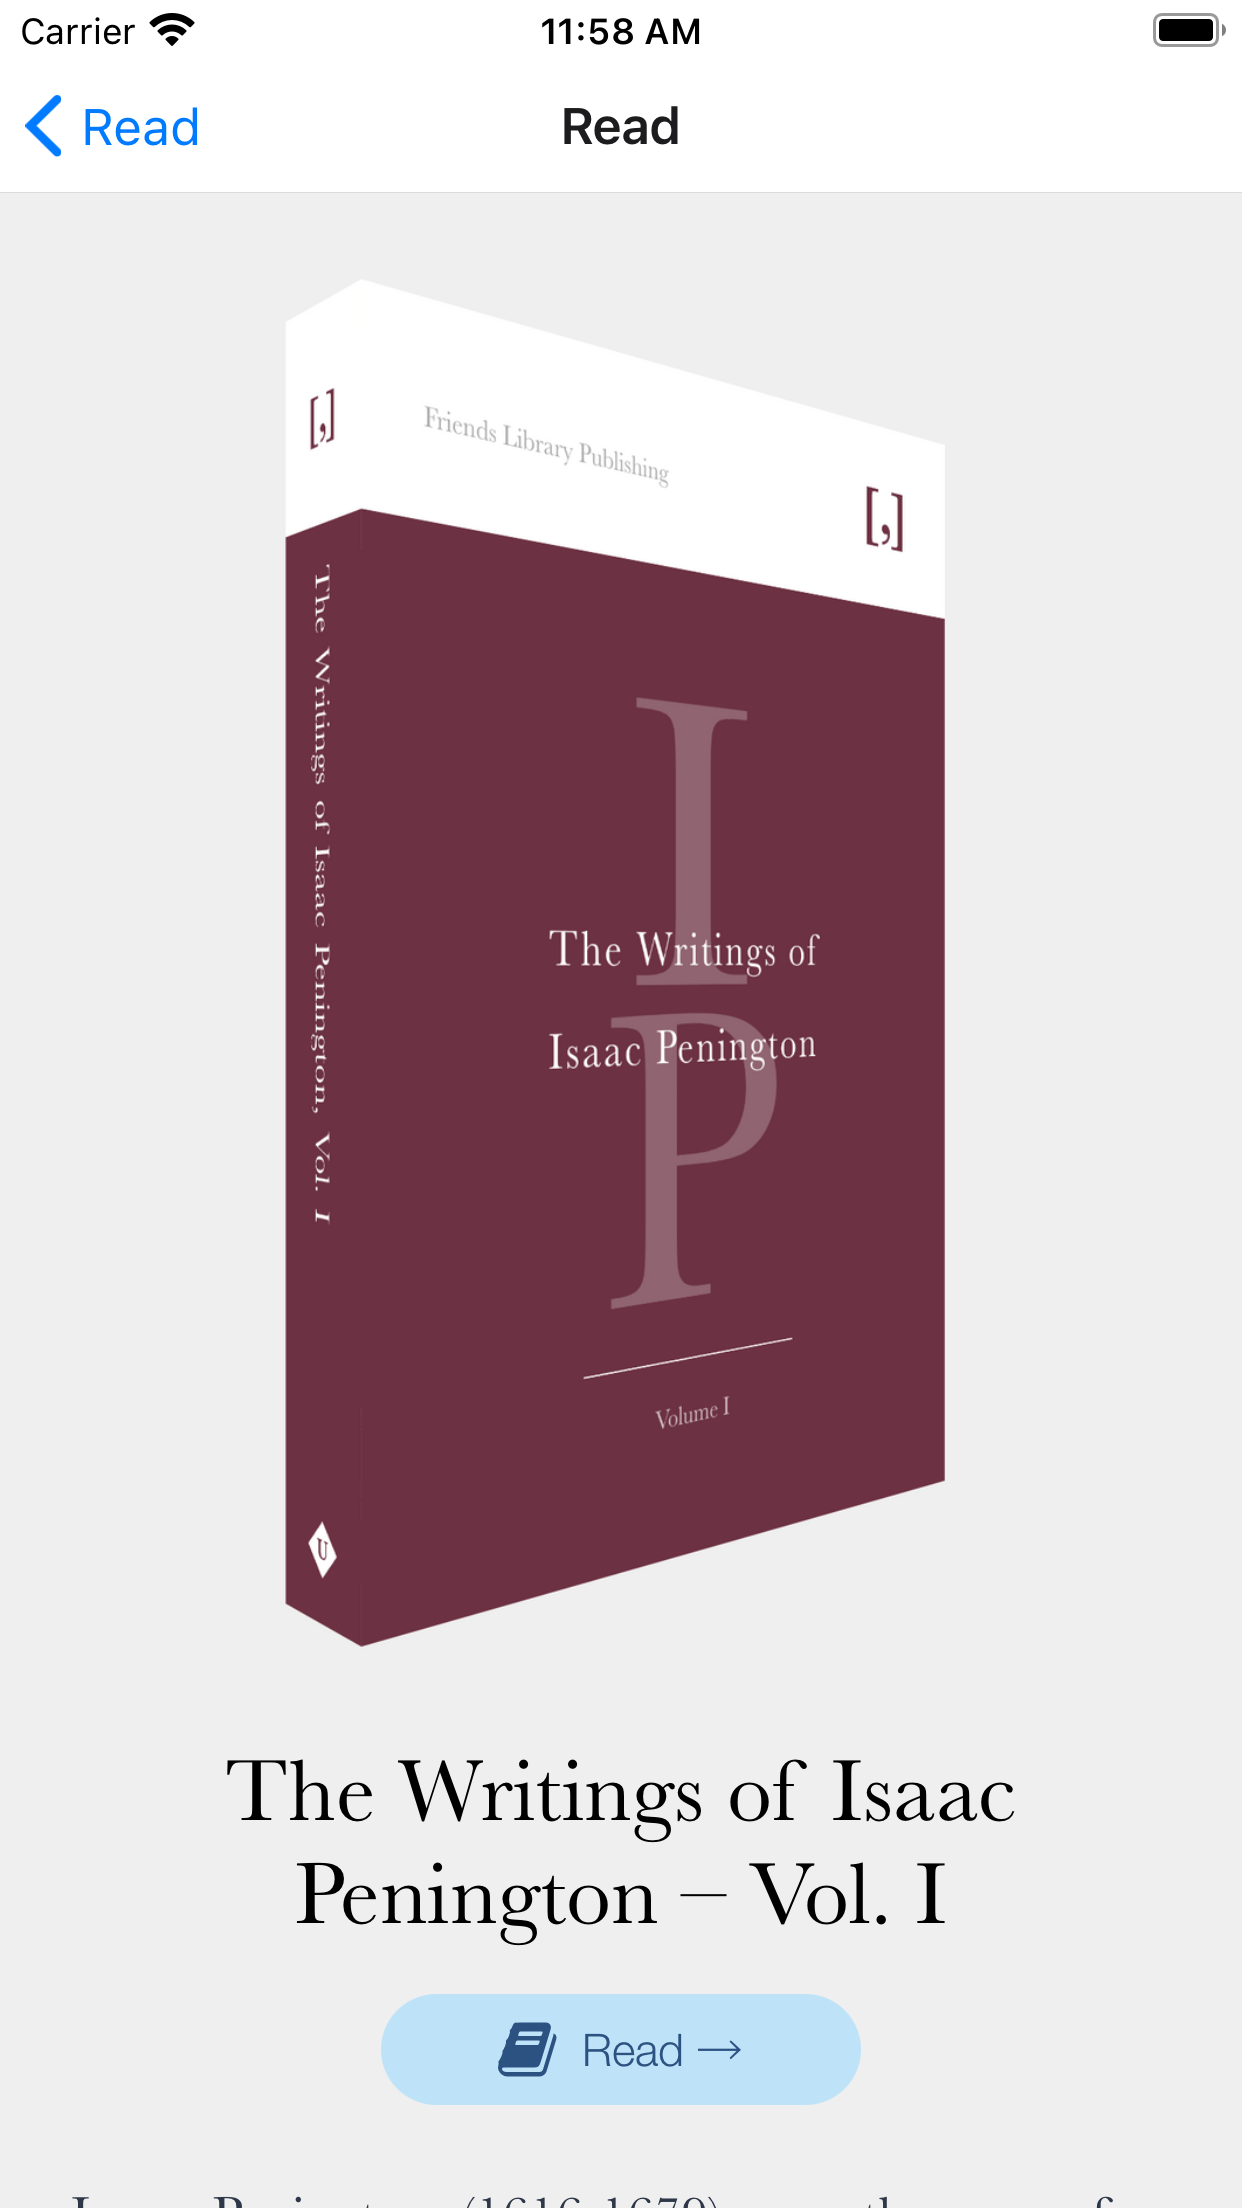 Carrier
11:58 AM
Read
Read
[,]
Friends Library Publishing
[,]
The Writings of Isaac Penington, Vol. I
I
P
The Writings of
Isaac Penington
Volume I
U
The Writings of Isaac
Penington – Vol. I
Read →